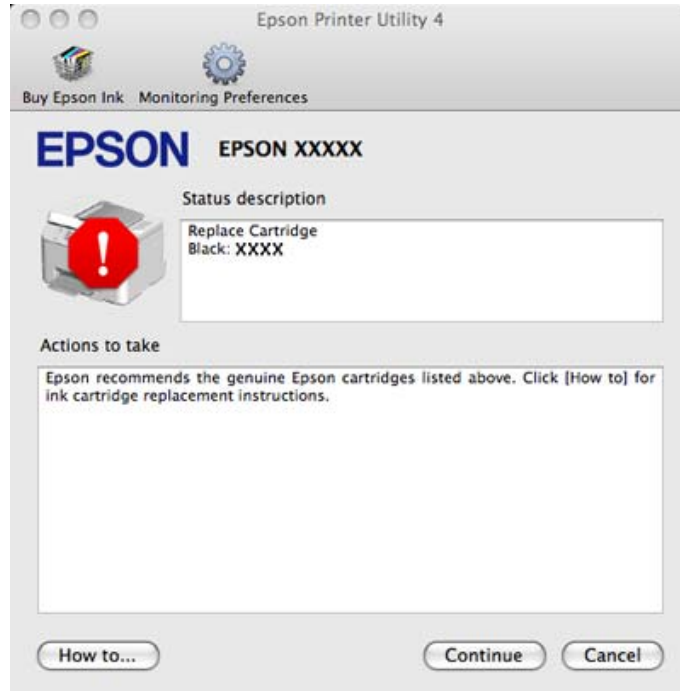 Epson Printer Utility 4
Buy Epson Ink Monitoring Preferences
EPSON EPSON XXXXX
Status description
Replace Cartridge
Black: XXXX
!
Actions to take
Epson recommends the genuine Epson cartridges listed above. Click [How to] for
ink cartridge replacement instructions.
How to... Continue Cancel